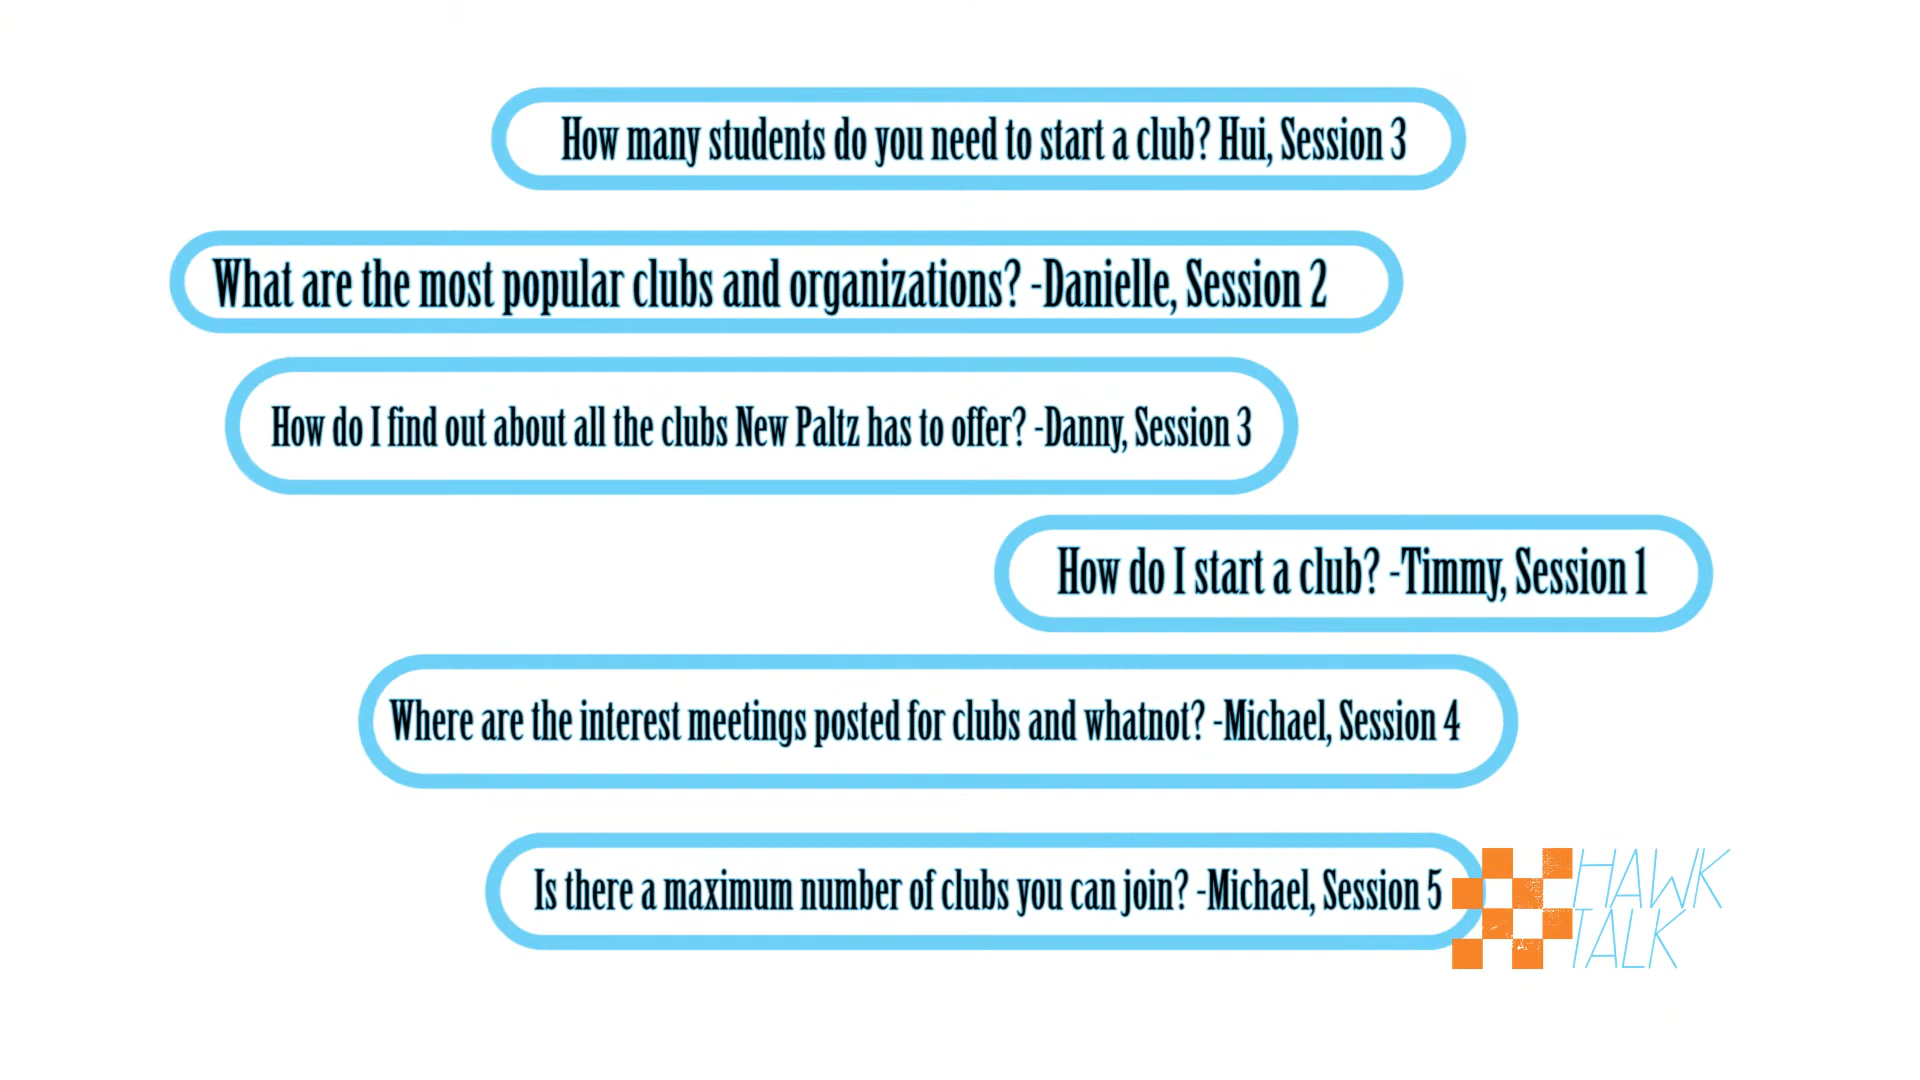 How many students do you need to start a club? Hui, Session 3
What are the most popular clubs and organizations? -Danielle, Session 2
How do I find out about all the clubs New Paltz has to offer? -Danny, Session 3
How do I start a club? -Timmy, Session 1
Where are the interest meetings posted for clubs and whatnot? -Michael, Session 4
Is there a maximum number of clubs you can join? -Michael, Session 5
HAWK
TALK